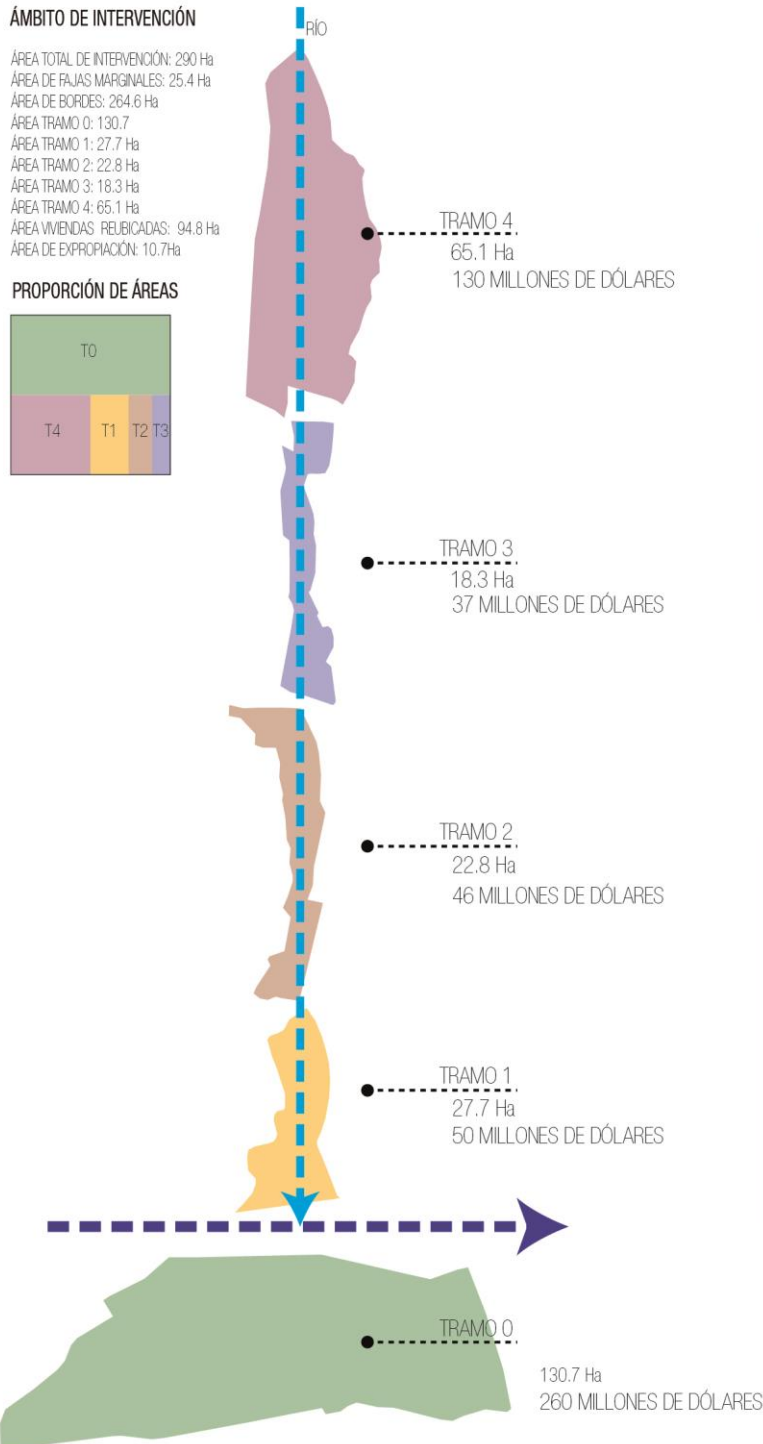 ÁMBITO DE INTERVENCIÓN
RÍO
ÁREA TOTAL DE INTERVENCIÓN: 290 Ha
ÁREA DE FAJAS MARGINALES: 25.4 Ha
ÁREA DE BORDES: 264.6 Ha
ÁREA TRAMO 0: 130.7
ÁREA TRAMO 1: 27.7 Ha
ÁREA TRAMO 2: 22.8 Ha
ÁREA TRAMO 3: 18.3 Ha
ÁREA TRAMO 4: 65.1 Ha
ÁREA VIVIENDAS REUBICADAS: 94.8 Ha
ÁREA DE EXPROPIACIÓN: 10.7Ha
PROPORCIÓN DE ÁREAS
T0
T4 T1 T2 T3
TRAMO 4
65.1 Ha
130 MILLONES DE DÓLARES
TRAMO 3
18.3 Ha
37 MILLONES DE DÓLARES
TRAMO 2
22.8 Ha
46 MILLONES DE DÓLARES
TRAMO 1
27.7 Ha
50 MILLONES DE DÓLARES
TRAMO 0
130.7 Ha
260 MILLONES DE DÓLARES